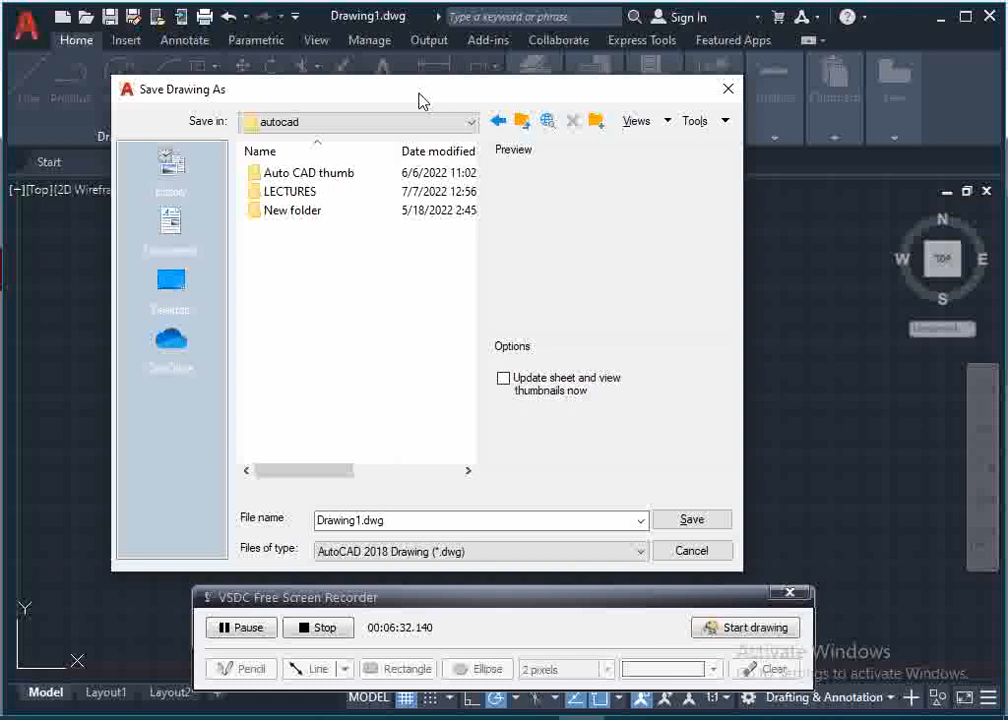 Drawing1.dwg
Type a keyword or phrase
Sign In
Home Insert Annotate Parametric View Manage Output Add-ins Collaborate Express Tools Featured Apps
Save Drawing As
Save in: autocad Views Tools
Name Date modified Preview
Auto CAD thumb 6/6/2022 11:02
LECTURES 7/7/2022 12:56
New folder 5/18/2022 2:45
Options
Update sheet and view
thumbnails now
File name Drawing1.dwg Save
Files of type: AutoCAD 2018 Drawing (*.dwg) Cancel
Start
[−][Top][2D Wirefra
N
W TOP E
S
VSDC Free Screen Recorder
Pause Stop 00:06:32.140 Start drawing
Pencil Line Rectangle Ellipse 2 pixels Clear
Activate Windows
Settings to activate Windows.
Y
X
Model Layout1 Layout2 MODEL 1:1 Drafting & Annotation